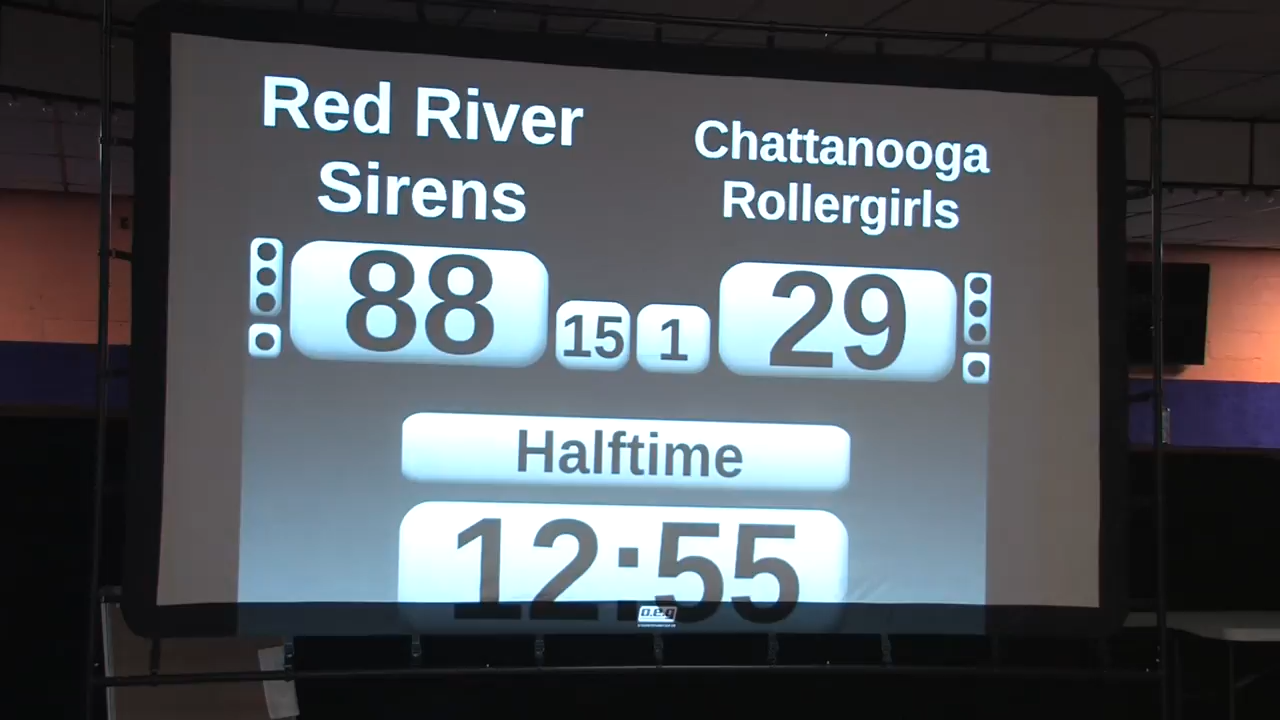 Red River
Sirens
Chattanooga
Rollergirls
88
15
1
29
Halftime
12:55
o.e.g